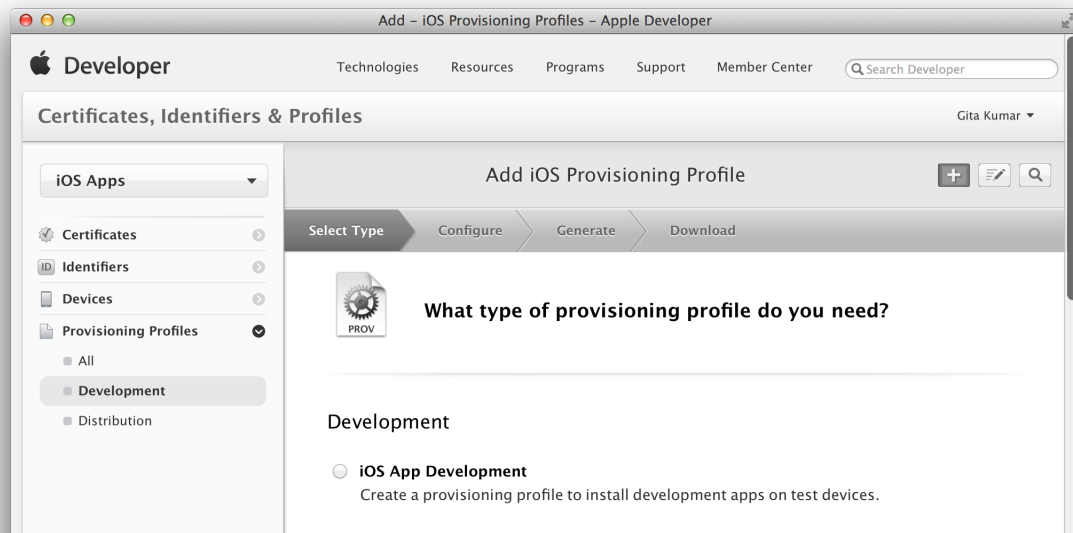 Add – iOS Provisioning Profiles – Apple Developer
Developer
Technologies Resources Programs Support Member Center Search Developer
Certificates, Identifiers & Profiles
Gita Kumar
iOS Apps
Add iOS Provisioning Profile
Select Type Configure Generate Download
Certificates
ID Identifiers
Devices
Provisioning Profiles
All
Development
Distribution
PROV
What type of provisioning profile do you need?
Development
iOS App Development
Create a provisioning profile to install development apps on test devices.